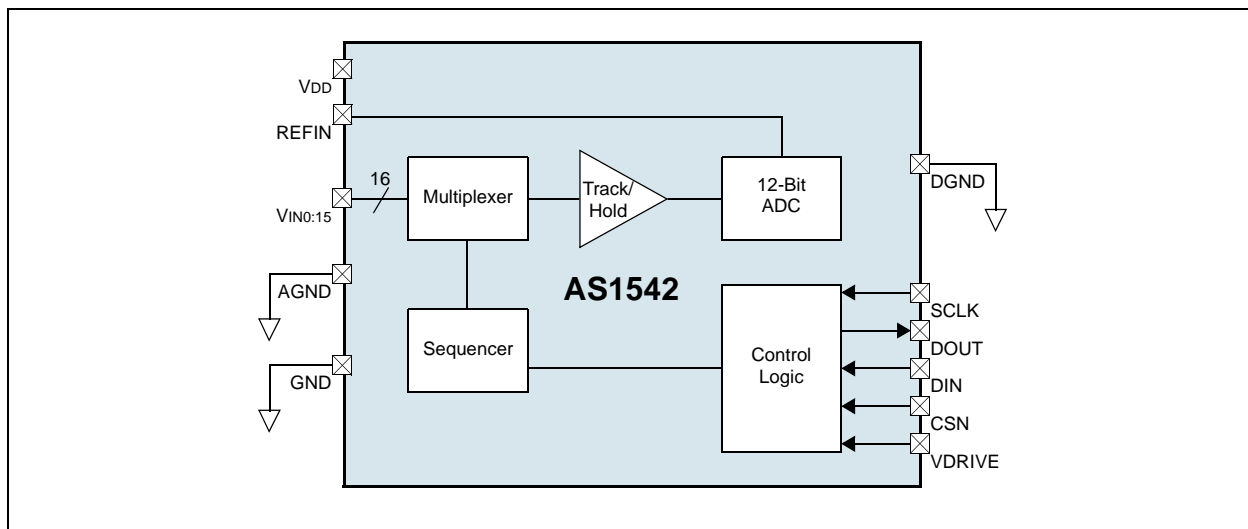 VDD
REFIN
16
VIN0:15
AGND
GND
Multiplexer
Track/
Hold
12-Bit
ADC
AS1542
Sequencer
Control
Logic
DGND
SCLK
DOUT
DIN
CSN
VDRIVE